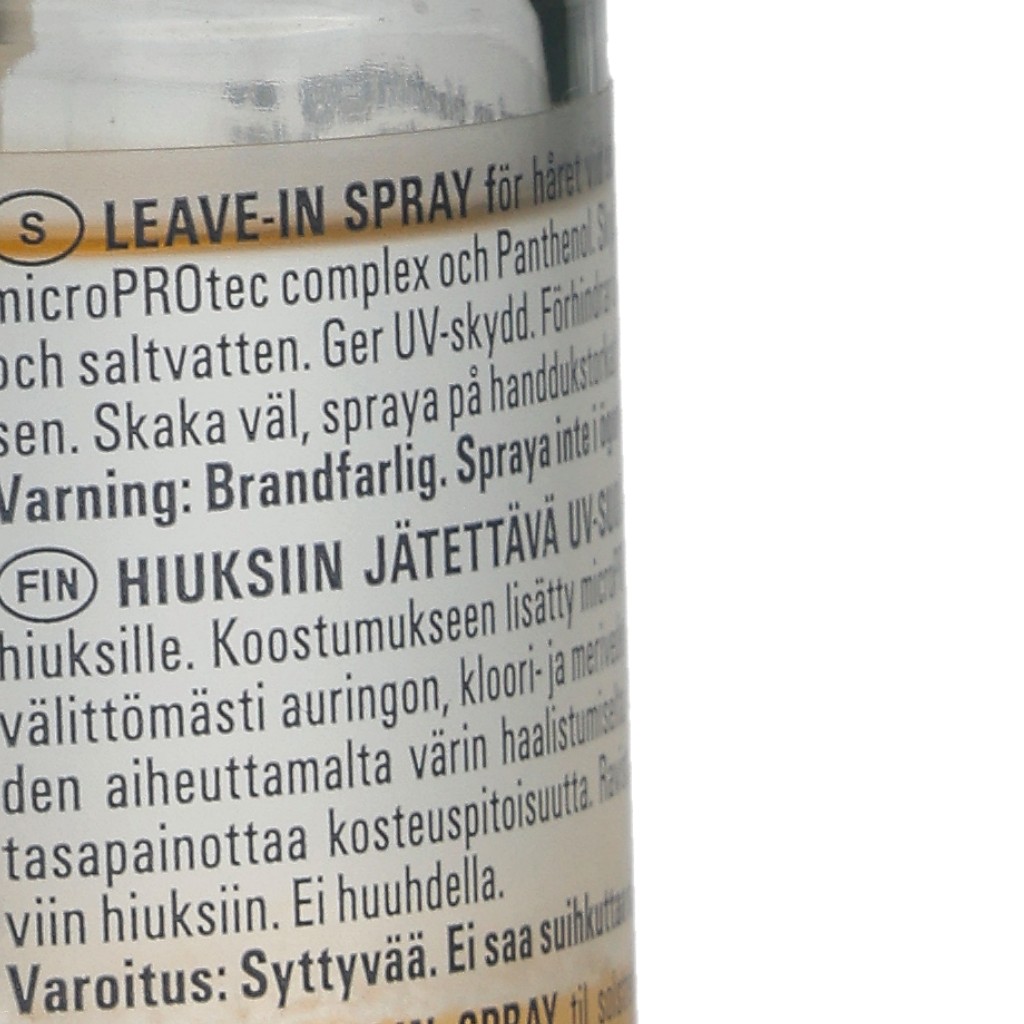 S LEAVE-IN SPRAY för håret
microPROtec complex och Panthenol.
och saltvatten. Ger UV-skydd.
sen. Skaka väl, spraya på
Varning: Brandfarlig. Spraya inte i
FIN HIUKSIIN JÄTETTÄVÄ
hiuksille. Koostumukseen lisätty
välittömästi auringon, kloori- ja
den aiheuttamalta värin
tasapainottaa kosteuspitoisuutta.
viin hiuksiin. Ei huuhdella.
Varoitus: Syttyvää. Ei saa
SPRAY til